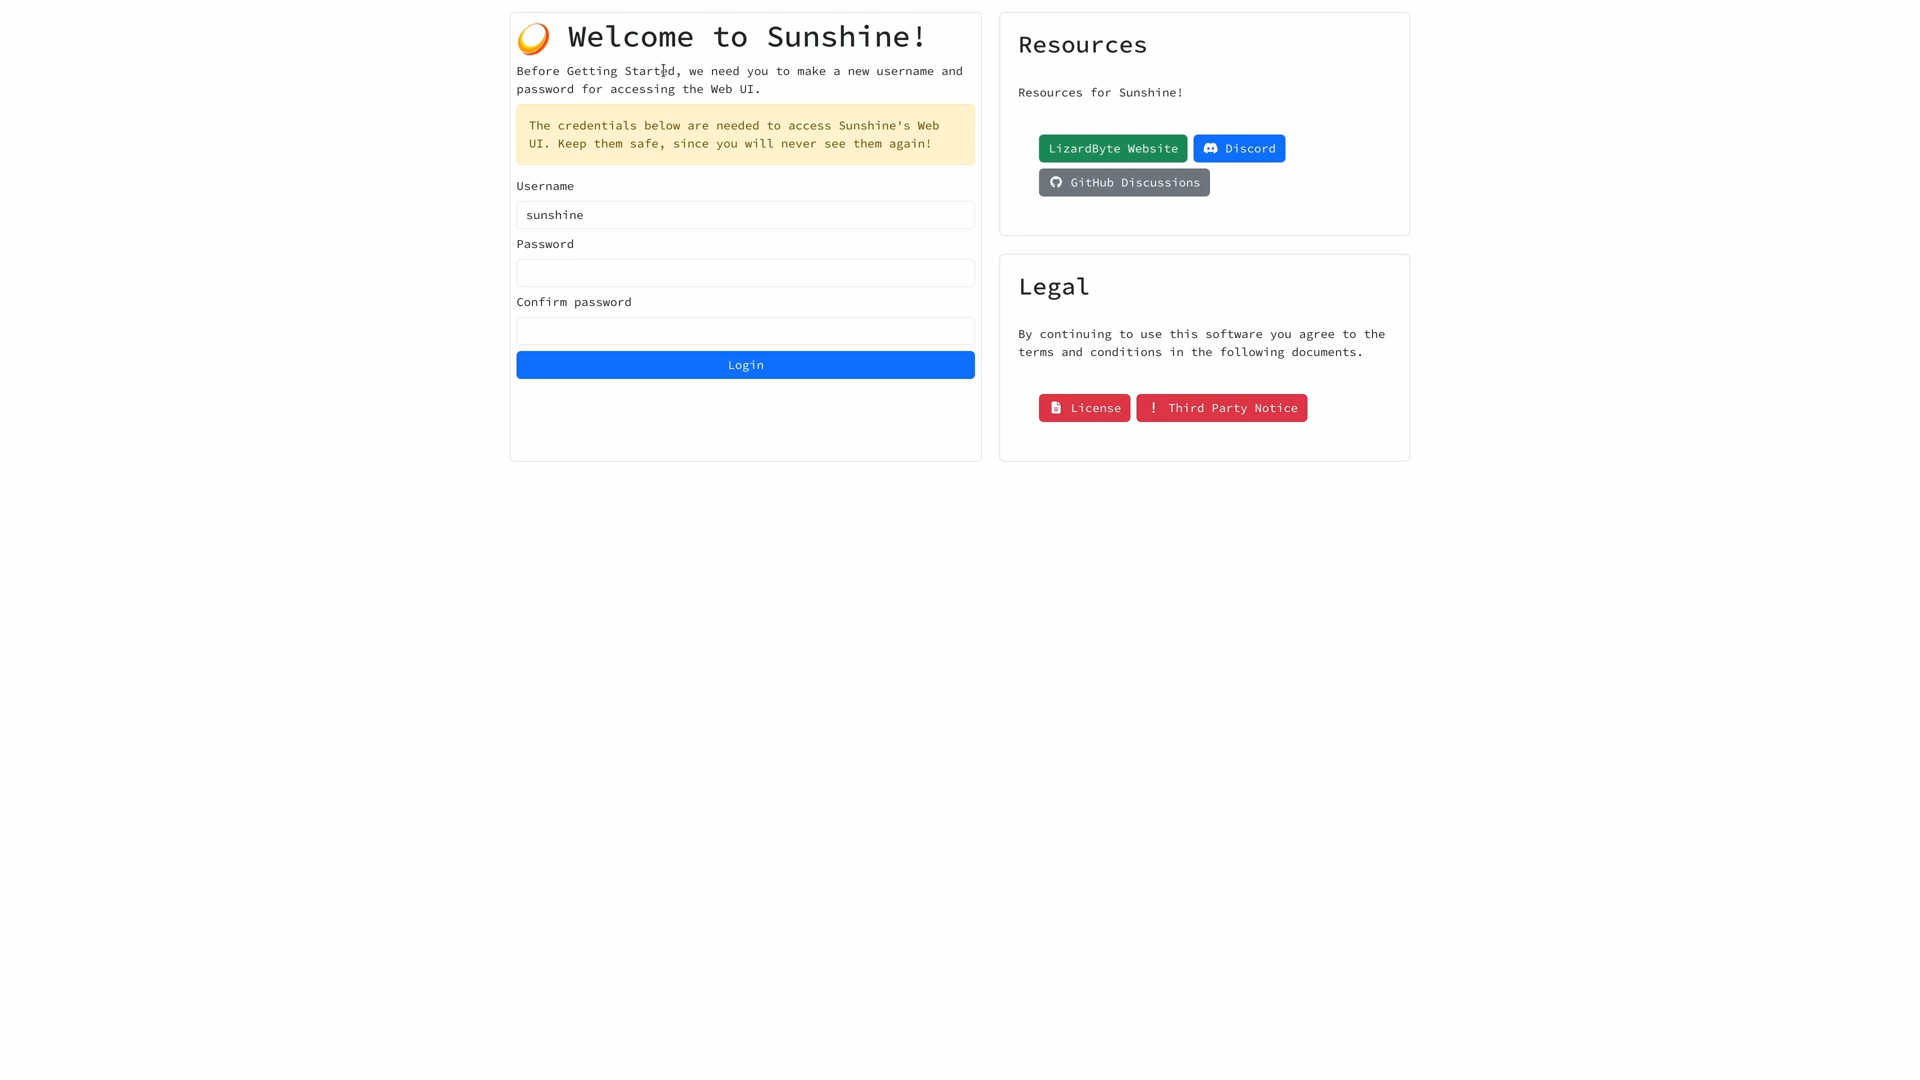 Welcome to Sunshine!
Before Getting Started, we need you to make a new username and
password for accessing the Web UI.
The credentials below are needed to access Sunshine's Web
UI. Keep them safe, since you will never see them again!
Username
sunshine
Password
Confirm password
Login
Resources
Resources for Sunshine!
LizardByte Website
Discord
GitHub Discussions
Legal
By continuing to use this software you agree to the
terms and conditions in the following documents.
License
Third Party Notice